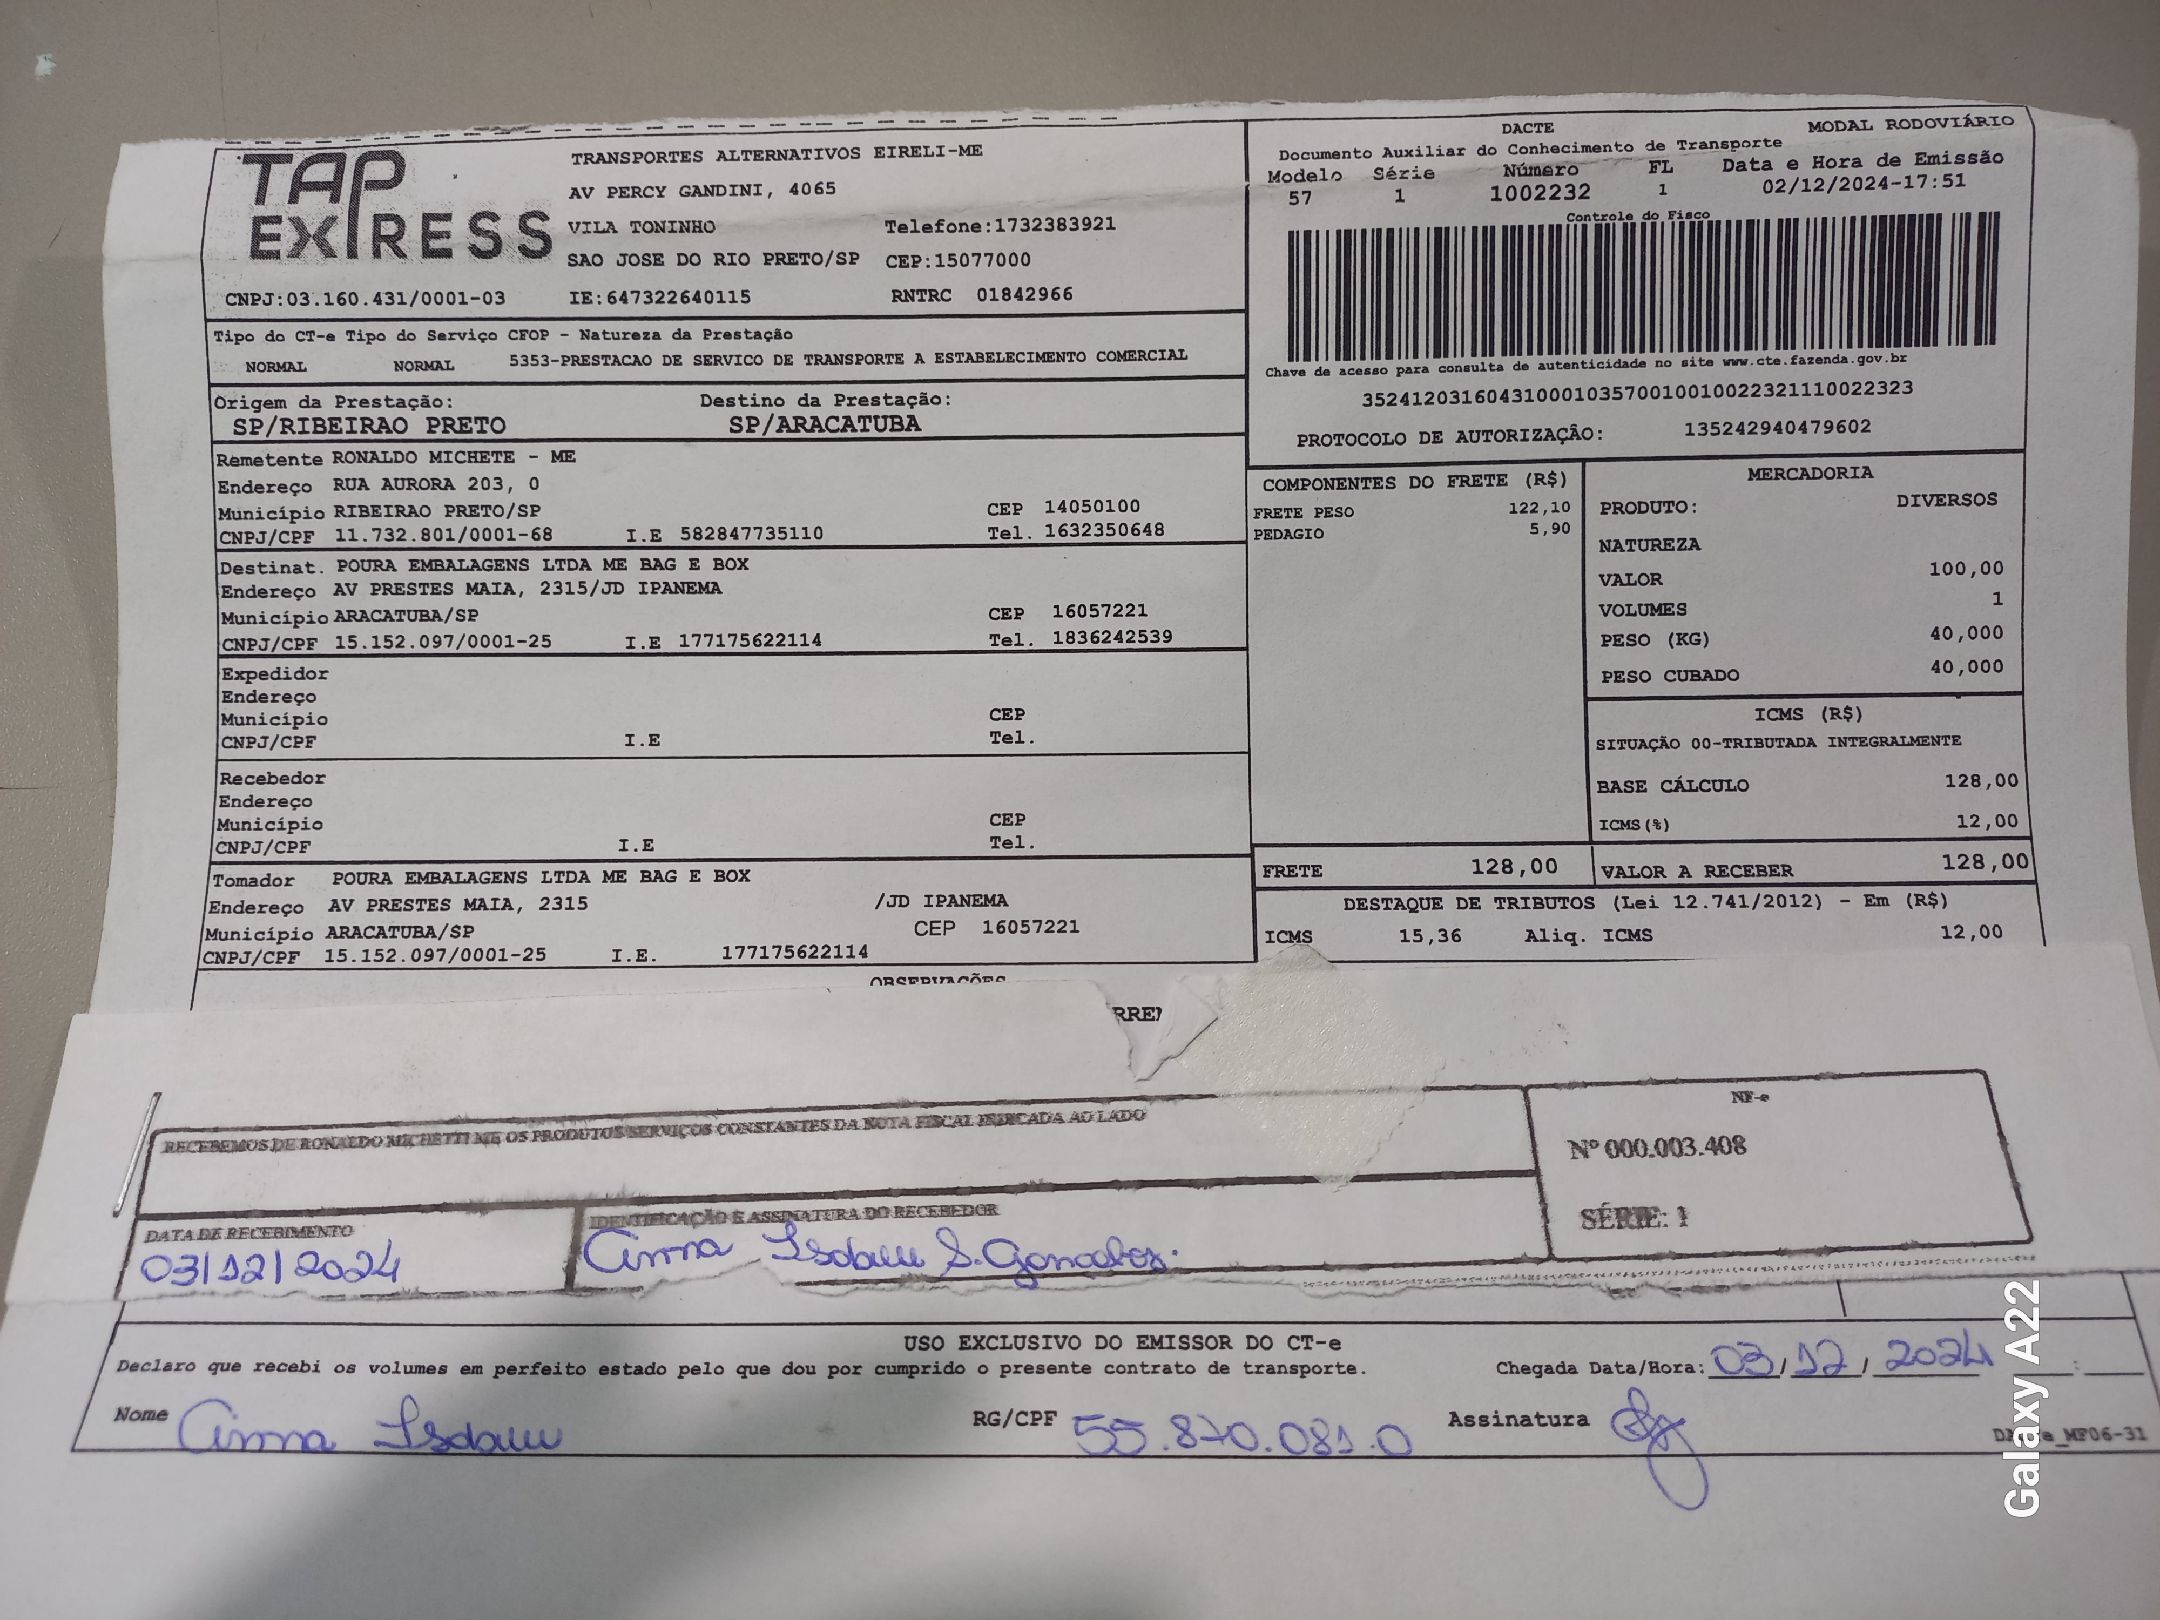 TAP EXPRESS
TRANSPORTES ALTERNATIVOS EIRELI-ME
AV PERCY GANDINI, 4065
VILA TONINHO Telefone:1732383921
SAO JOSE DO RIO PRETO/SP CEP:15077000
CNPJ:03.160.431/0001-03 IE:647322640115 RNTRC 01842966
DACTE MODAL RODOVIÁRIO
Documento Auxiliar do Conhecimento de Transporte
Modelo Série Número FL Data e Hora de Emissão
57 1 1002232 1 02/12/2024-17:51
Controle do Fisco
Chave de acesso para consulta de autenticidade no site www.cte.fazenda.gov.br
35241203160431000103570010010022321110022323
PROTOCOLO DE AUTORIZAÇÃO: 135242940479602
Tipo do CT-e Tipo do Serviço CFOP - Natureza da Prestação
NORMAL NORMAL 5353-PRESTACAO DE SERVICO DE TRANSPORTE A ESTABELECIMENTO COMERCIAL
Origem da Prestação: Destino da Prestação:
SP/RIBEIRAO PRETO SP/ARACATUBA
Remetente RONALDO MICHETE - ME
Endereço RUA AURORA 203, 0
Município RIBEIRAO PRETO/SP CEP 14050100
CNPJ/CPF 11.732.801/0001-68 I.E 582847735110 Tel. 1632350648
Destinat. POURA EMBALAGENS LTDA ME BAG E BOX
Endereço AV PRESTES MAIA, 2315/JD IPANEMA
Município ARACATUBA/SP CEP 16057221
CNPJ/CPF 15.152.097/0001-25 I.E 177175622114 Tel. 1836242539
Expedidor
Endereço
Município CEP
CNPJ/CPF I.E Tel.
Recebedor
Endereço
Município CEP
CNPJ/CPF I.E Tel.
Tomador POURA EMBALAGENS LTDA ME BAG E BOX
Endereço AV PRESTES MAIA, 2315 /JD IPANEMA
Município ARACATUBA/SP CEP 16057221
CNPJ/CPF 15.152.097/0001-25 I.E. 177175622114
COMPONENTES DO FRETE (R$)
FRETE PESO 122,10
PEDAGIO 5,90
MERCADORIA
PRODUTO: DIVERSOS
NATUREZA
VALOR 100,00
VOLUMES 1
PESO (KG) 40,000
PESO CUBADO 40,000
ICMS (R$)
SITUAÇÃO 00-TRIBUTADA INTEGRALMENTE
BASE CÁLCULO 128,00
ICMS(%) 12,00
FRETE 128,00 VALOR A RECEBER 128,00
DESTAQUE DE TRIBUTOS (Lei 12.741/2012) - Em (R$)
ICMS 15,36 Aliq. ICMS 12,00
OBSERVAÇÕES
RECEBEMOS DE RONALDO MICHETTI ME OS PRODUTOS/SERVIÇOS CONSTANTES DA NOTA FISCAL INDICADA AO LADO
NF-e
Nº 000.003.408
SÉRIE: 1
DATA DE RECEBIMENTO IDENTIFICAÇÃO E ASSINATURA DO RECEBEDOR
03/12/2024 S.
USO EXCLUSIVO DO EMISSOR DO CT-e
Declaro que recebi os volumes em perfeito estado pelo que dou por cumprido o presente contrato de transporte. Chegada Data/Hora: 03/12/2024 :
Nome RG/CPF 55.870.081.0 Assinatura
MF06-31
Galaxy A22